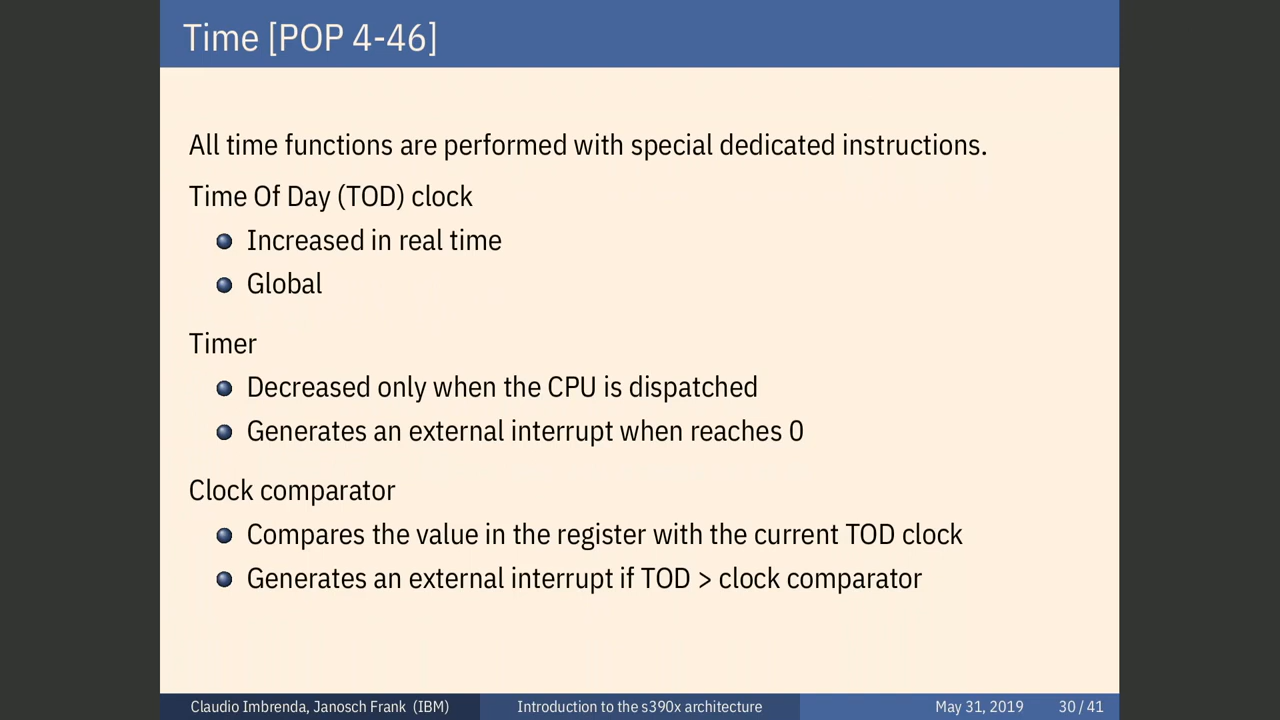 Time [POP 4-46]
All time functions are performed with special dedicated instructions.
Time Of Day (TOD) clock
Increased in real time
Global
Timer
Decreased only when the CPU is dispatched
Generates an external interrupt when reaches 0
Clock comparator
Compares the value in the register with the current TOD clock
Generates an external interrupt if TOD > clock comparator
Claudio Imbrenda, Janosch Frank (IBM) Introduction to the s390x architecture May 31, 2019 30 / 41